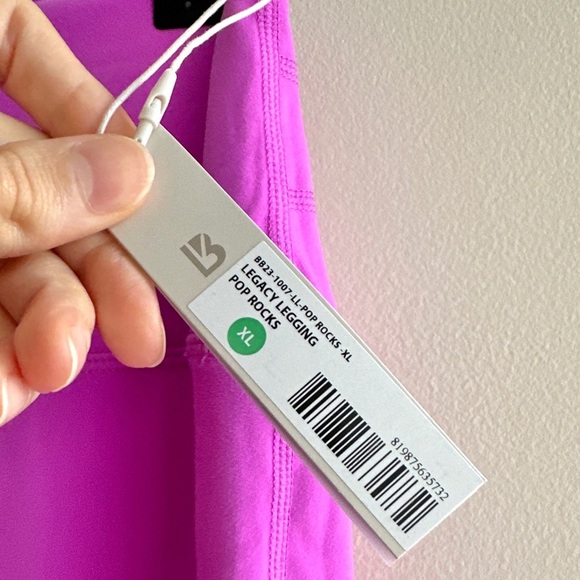 B
BB23-1007-LL-POP ROCKS -XL
LEGACY LEGGING
POP ROCKS
XL
819875635732